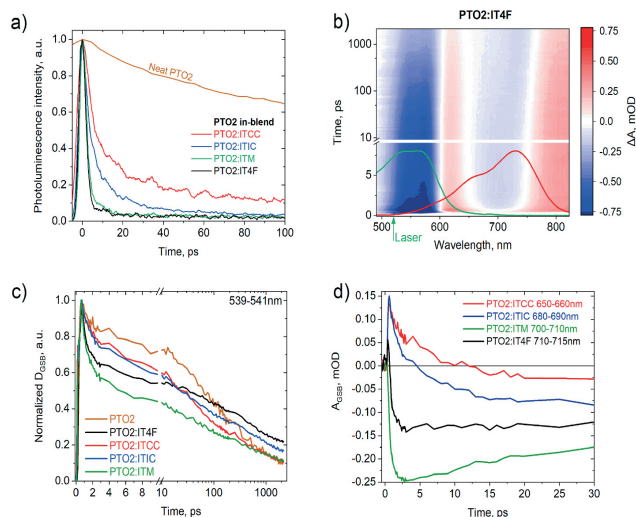 a)
Photoluminescence intensity, a.u.
1.0
0.8
0.6
0.4
0.2
0.0
Neat PTO2
PTO2 in-blend
PTO2:ITCC
PTO2:ITIC
PTO2:ITM
PTO2:IT4F
0 20 40 60 80 100
Time, ps
b)
PTO2:IT4F
Time, ps
1000
100
10
5
0
500 600 700 800
Laser
Wavelength, nm
0.75
0.50
0.25
0.00
-0.25
-0.50
-0.75
ΔA, mOD
c)
539-541nm
Normalized DGSB, a.u.
1.0
0.8
0.6
0.4
0.2
0.0
PTO2
PTO2:IT4F
PTO2:ITCC
PTO2:ITIC
PTO2:ITM
0 2 4 6 8 10 100 1000
Time, ps
d)
AGSB, mOD
0.15
0.10
0.05
0.00
-0.05
-0.10
-0.15
-0.20
-0.25
PTO2:ITCC 650-660nm
PTO2:ITIC 680-690nm
PTO2:ITM 700-710nm
PTO2:IT4F 710-715nm
0 5 10 15 20 25 30
Time, ps